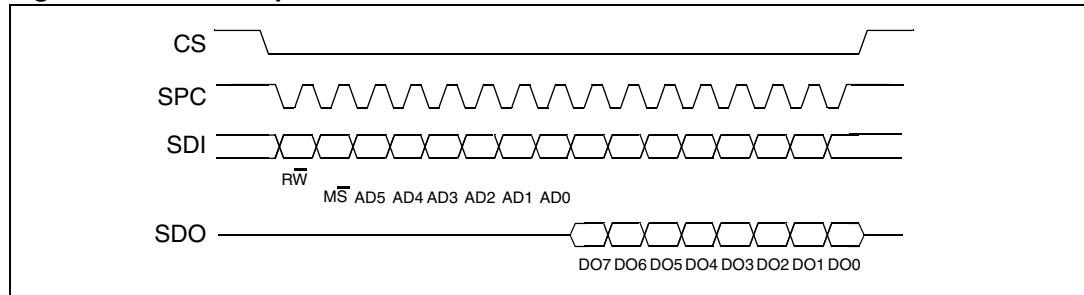 CS
SPC
SDI
RW̅
MS̅ AD5 AD4 AD3 AD2 AD1 AD0
SDO
DO7 DO6 DO5 DO4 DO3 DO2 DO1 DO0